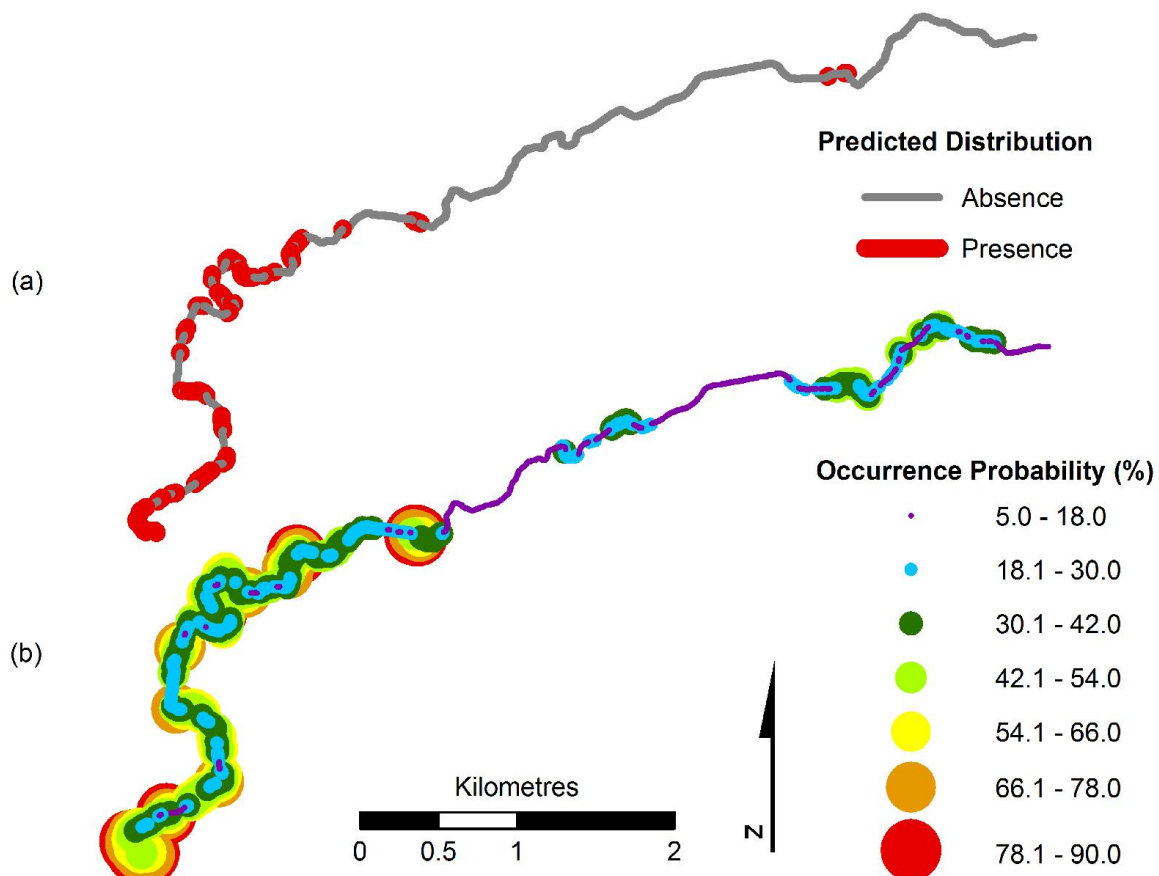 Predicted Distribution
Absence
Presence
(a)
Occurrence Probability (%)
5.0 - 18.0
18.1 - 30.0
30.1 - 42.0
(b)
42.1 - 54.0
54.1 - 66.0
Kilometres
66.1 - 78.0
N
0 0.5 1 2
78.1 - 90.0